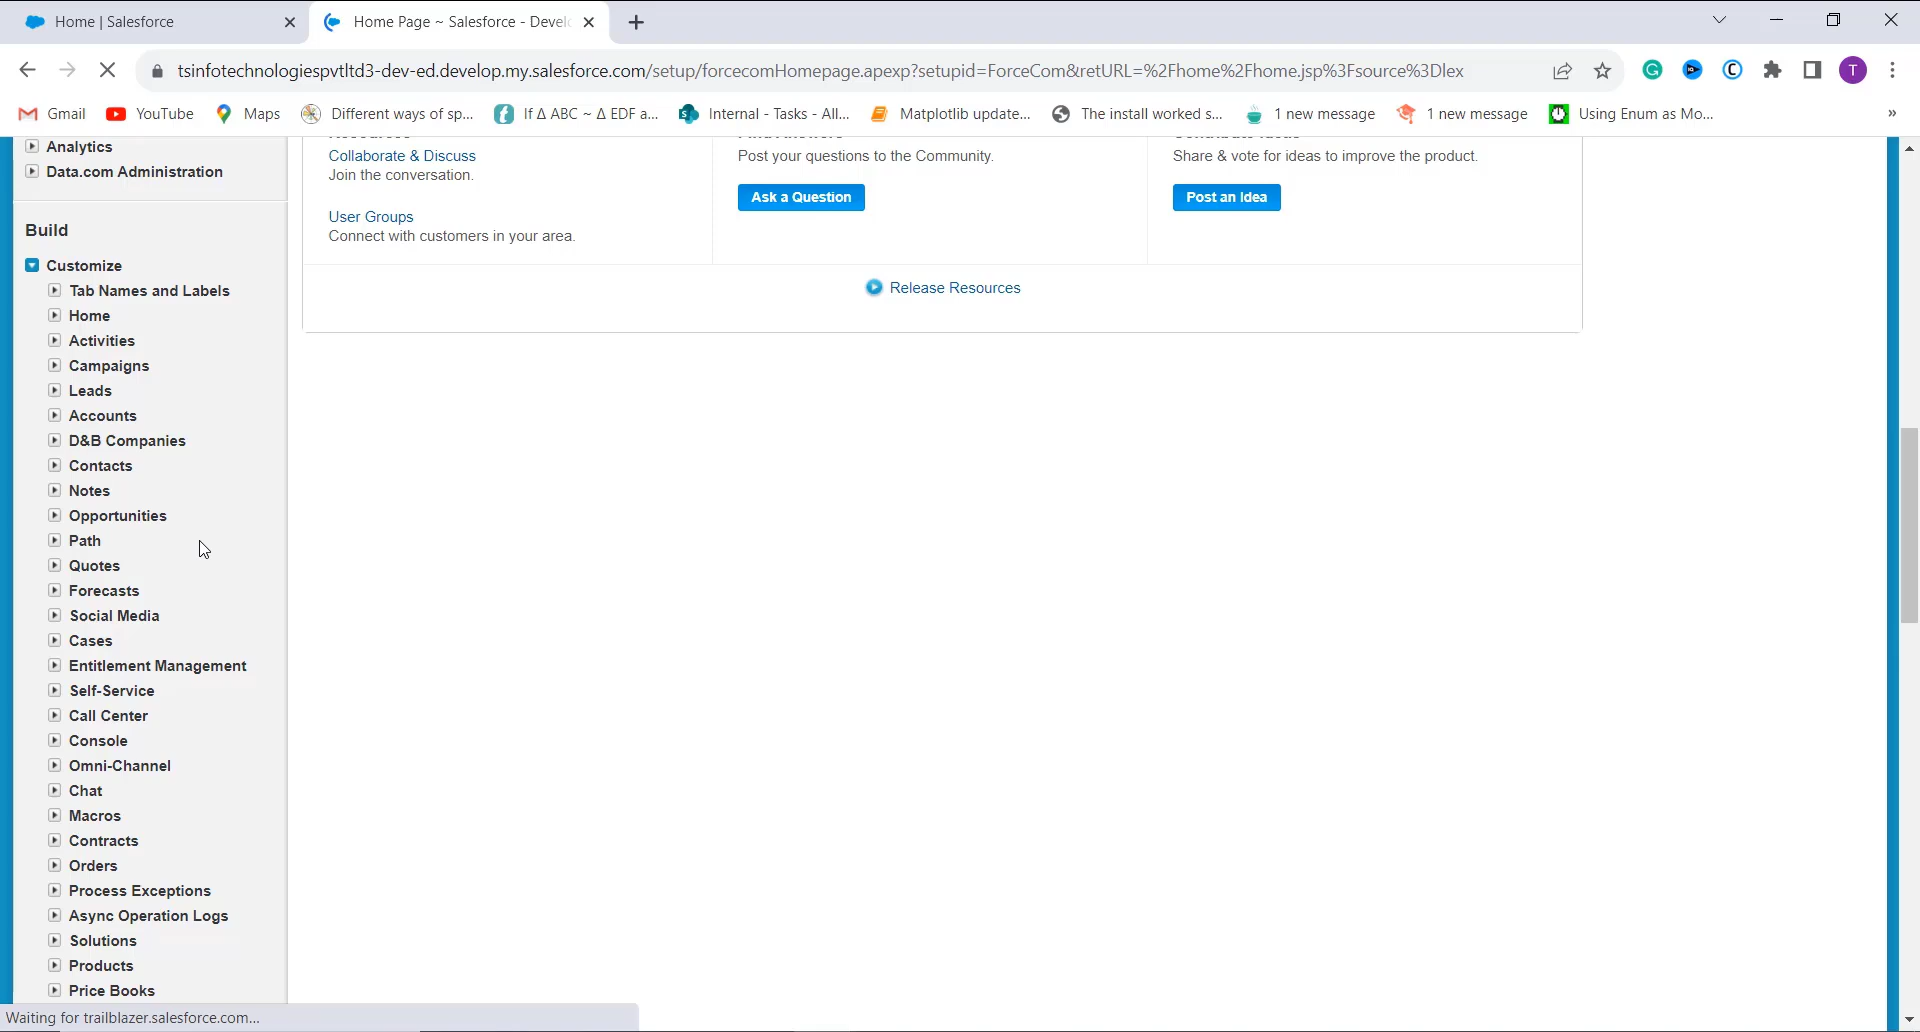 Home | Salesforce
Home Page ~ Salesforce - Develo
tsinfotechnologiespvtltd3-dev-ed.develop.my.salesforce.com/setup/forcecomHomepage.apexp?setupid=ForceCom&retURL=%2Fhome%2Fhome.jsp%3Fsource%3Dlex
T
Gmail
YouTube
Maps
Different ways of sp...
If Δ ABC ~ Δ EDF a...
Internal - Tasks - All...
Matplotlib update...
The install worked s...
1 new message
1 new message
Using Enum as Mo...
»
Analytics
Data.com Administration
Build
Customize
Tab Names and Labels
Home
Activities
Campaigns
Leads
Accounts
D&B Companies
Contacts
Notes
Opportunities
Path
Quotes
Forecasts
Social Media
Cases
Entitlement Management
Self-Service
Call Center
Console
Omni-Channel
Chat
Macros
Contracts
Orders
Process Exceptions
Async Operation Logs
Solutions
Products
Price Books
Collaborate & Discuss
Join the conversation.
User Groups
Connect with customers in your area.
Post your questions to the Community.
Ask a Question
Share & vote for ideas to improve the product.
Post an Idea
Release Resources
Waiting for trailblazer.salesforce.com...